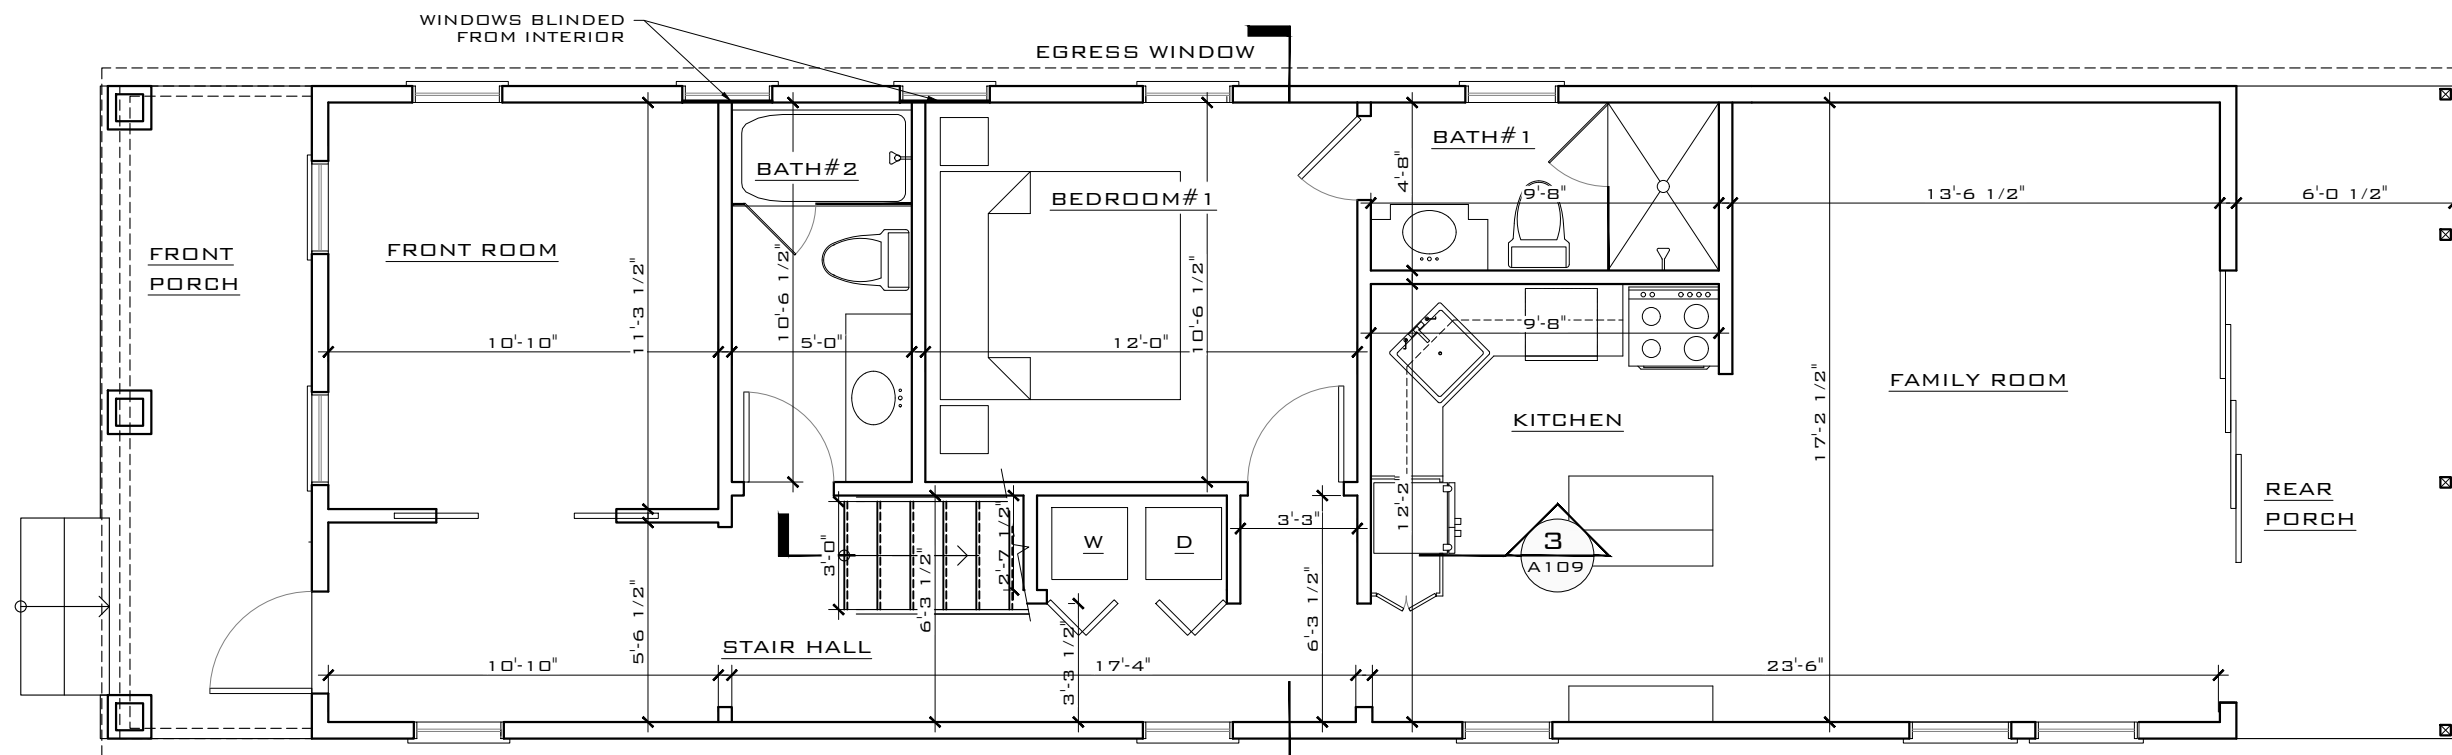 WINDOWS BLINDED
FROM INTERIOR
EGRESS WINDOW
BATH#2
BATH#1
4'-8"
BEDROOM#1
9'-8"
13'-6 1/2"
6'-0 1/2"
FRONT
PORCH
FRONT ROOM
11'-3 1/2"
10'-6 1/2"
10'-6 1/2"
10'-10"
5'-0"
12'-0"
9'-8"
17'-2 1/2"
FAMILY ROOM
KITCHEN
REAR
PORCH
12'-2"
3'-3"
W
D
3
A109
3'-0"
6'-3 1/2"
2'-7 1/2"
5'-6 1/2"
6'-3 1/2"
3'-3 1/2"
STAIR HALL
10'-10"
17'-4"
23'-6"